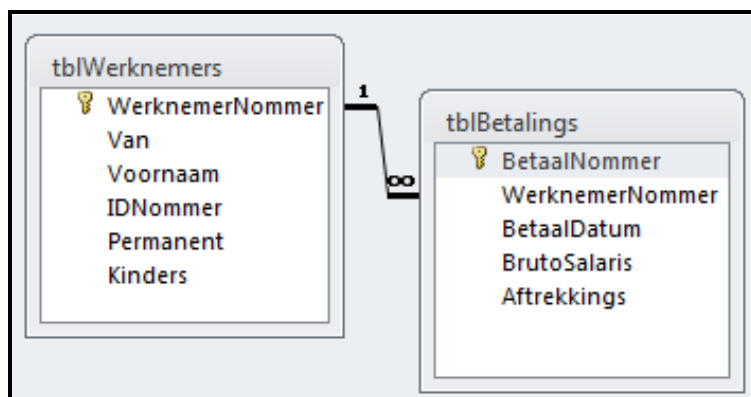 tblWerknemers
WerknemerNommer
Van
Voornaam
IDNommer
Permanent
Kinders
1
∞
tblBetalings
BetaalNommer
WerknemerNommer
BetaalDatum
BrutoSalaris
Aftrekkings